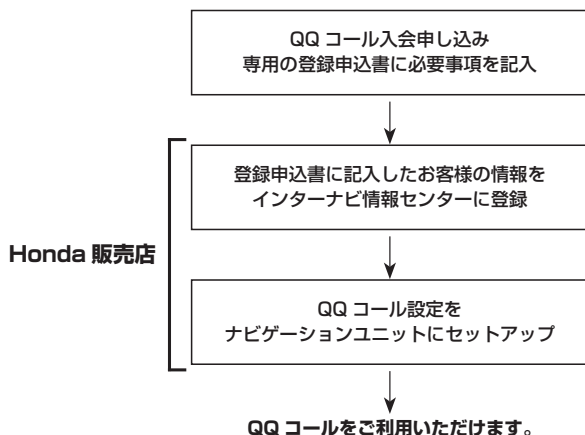 QQ コール入会申し込み
専用の登録申込書に必要事項を記入
登録申込書に記入したお客様の情報を
インターナビ情報センターに登録
Honda 販売店
QQ コール設定を
ナビゲーションユニットにセットアップ
QQ コールをご利用いただけます。